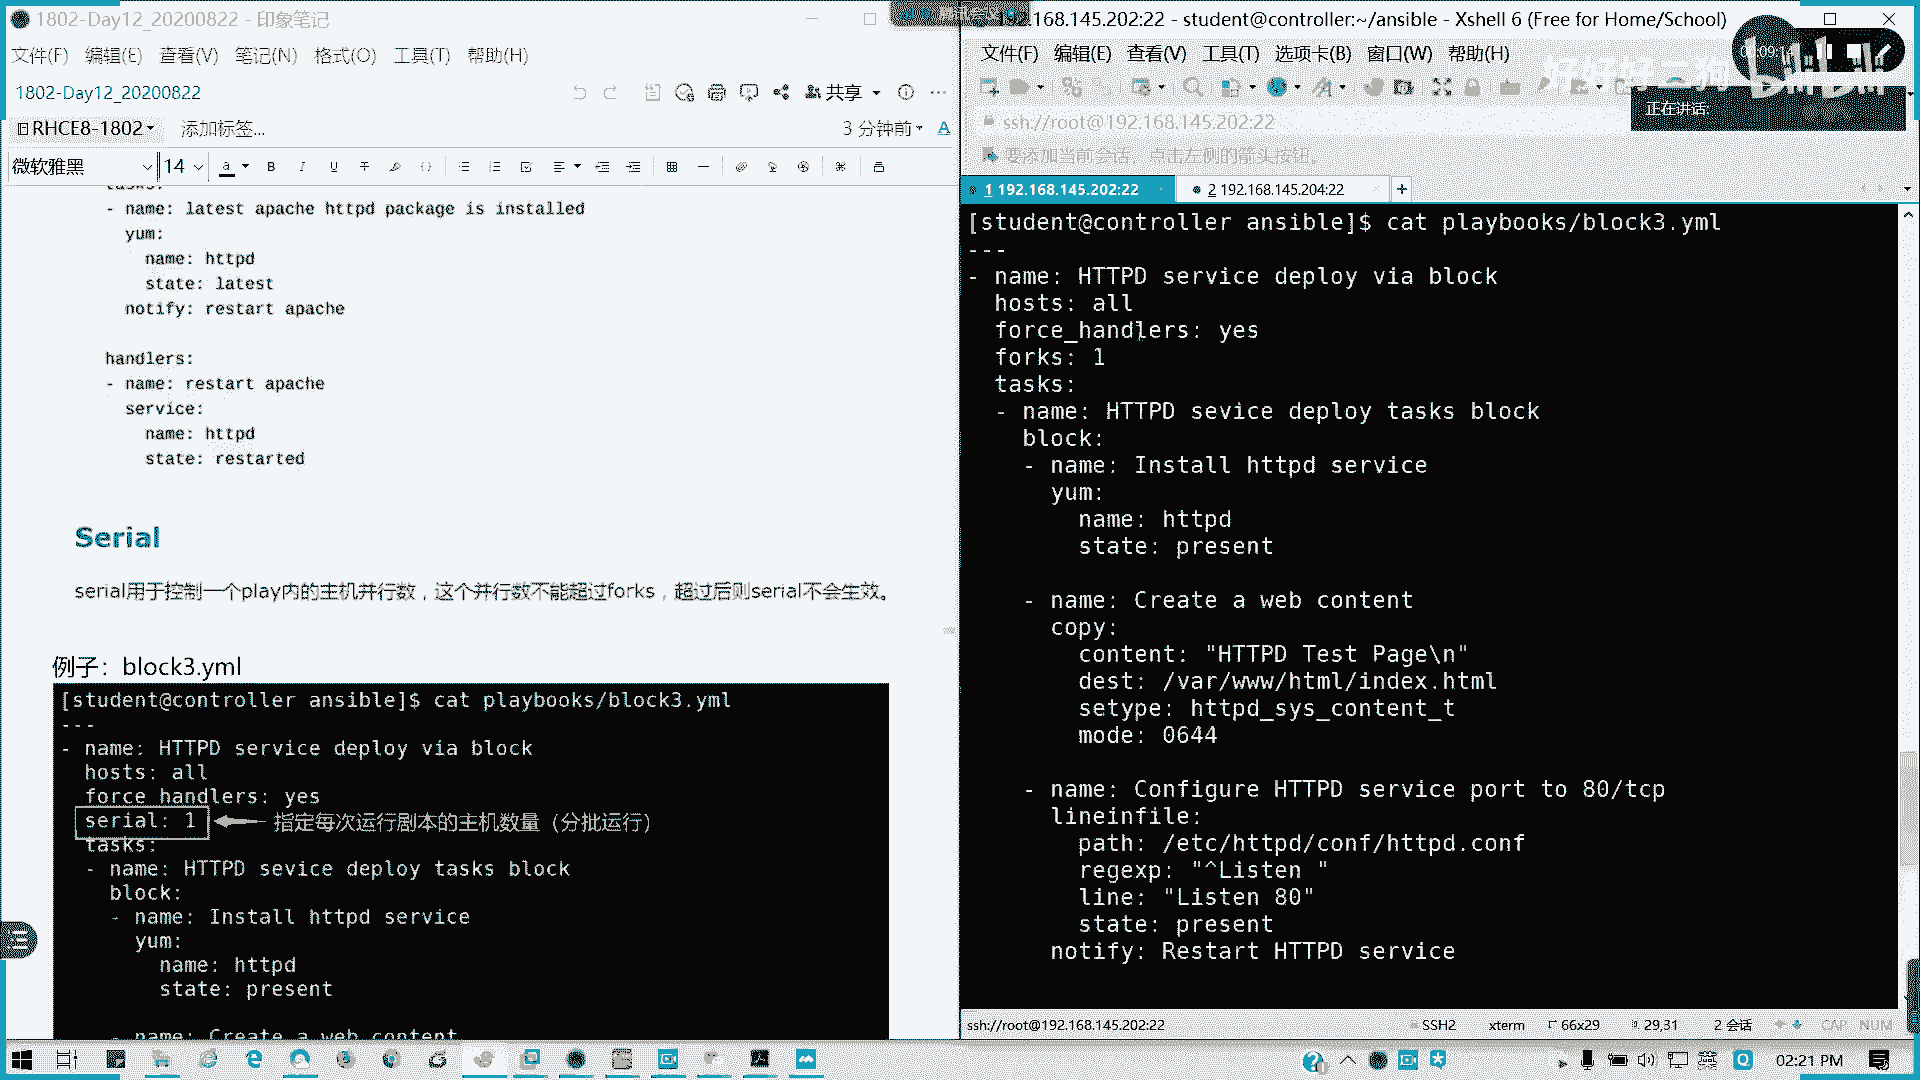 1802-Day12_20200822 - 印象笔记
文件(F) 编辑(E) 查看(V) 笔记(N) 格式(O) 工具(T) 帮助(H)
1802-Day12_20200822
共享
RHCE8-1802
添加标签...
3 分钟前
微软雅黑
14
tasks:
- name: latest apache httpd package is installed
yum:
name: httpd
state: latest
notify: restart apache
handlers:
- name: restart apache
service:
name: httpd
state: restarted
Serial
serial用于控制一个play内的主机并行数，这个并行数不能超过forks，超过后则serial不会生效。
例子：block3.yml
[student@controller ansible]$ cat playbooks/block3.yml
---
- name: HTTPD service deploy via block
hosts: all
force_handlers: yes
serial: 1
指定每次运行剧本的主机数量（分批运行）
tasks:
- name: HTTPD sevice deploy tasks block
block:
- name: Install httpd service
yum:
name: httpd
state: present
- name: Create a web content
192.168.145.202:22 - student@controller:~/ansible - Xshell 6 (Free for Home/School)
文件(F) 编辑(E) 查看(V) 工具(T) 选项卡(B) 窗口(W) 帮助(H)
正在讲话:
ssh://root@192.168.145.202:22
要添加当前会话，点击左侧的箭头按钮。
1 192.168.145.202:22
2 192.168.145.204:22
[student@controller ansible]$ cat playbooks/block3.yml
---
- name: HTTPD service deploy via block
hosts: all
force_handlers: yes
forks: 1
tasks:
- name: HTTPD sevice deploy tasks block
block:
- name: Install httpd service
yum:
name: httpd
state: present
- name: Create a web content
copy:
content: "HTTPD Test Page\n"
dest: /var/www/html/index.html
setype: httpd_sys_content_t
mode: 0644
- name: Configure HTTPD service port to 80/tcp
lineinfile:
path: /etc/httpd/conf/httpd.conf
regexp: "^Listen "
line: "Listen 80"
state: present
notify: Restart HTTPD service
ssh://root@192.168.145.202:22
SSH2
xterm
66x29
29,31
2 会话
CAP NUM
02:21 PM